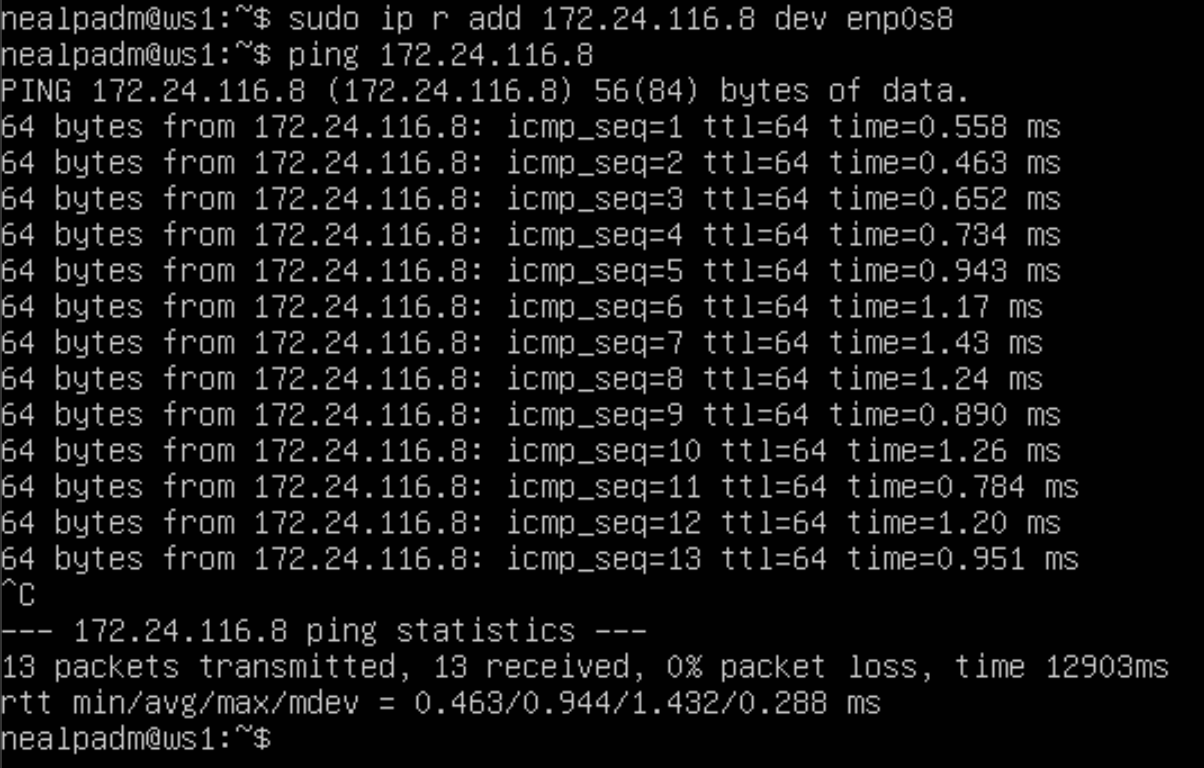 nealpadm@ws1:~$ sudo ip r add 172.24.116.8 dev enp0s8
nealpadm@ws1:~$ ping 172.24.116.8
PING 172.24.116.8 (172.24.116.8) 56(84) bytes of data.
64 bytes from 172.24.116.8: icmp_seq=1 ttl=64 time=0.558 ms
64 bytes from 172.24.116.8: icmp_seq=2 ttl=64 time=0.463 ms
64 bytes from 172.24.116.8: icmp_seq=3 ttl=64 time=0.652 ms
64 bytes from 172.24.116.8: icmp_seq=4 ttl=64 time=0.734 ms
64 bytes from 172.24.116.8: icmp_seq=5 ttl=64 time=0.943 ms
64 bytes from 172.24.116.8: icmp_seq=6 ttl=64 time=1.17 ms
64 bytes from 172.24.116.8: icmp_seq=7 ttl=64 time=1.43 ms
64 bytes from 172.24.116.8: icmp_seq=8 ttl=64 time=1.24 ms
64 bytes from 172.24.116.8: icmp_seq=9 ttl=64 time=0.890 ms
64 bytes from 172.24.116.8: icmp_seq=10 ttl=64 time=1.26 ms
64 bytes from 172.24.116.8: icmp_seq=11 ttl=64 time=0.784 ms
64 bytes from 172.24.116.8: icmp_seq=12 ttl=64 time=1.20 ms
64 bytes from 172.24.116.8: icmp_seq=13 ttl=64 time=0.951 ms
^C
--- 172.24.116.8 ping statistics ---
13 packets transmitted, 13 received, 0% packet loss, time 12903ms
rtt min/avg/max/mdev = 0.463/0.944/1.432/0.288 ms
nealpadm@ws1:~$